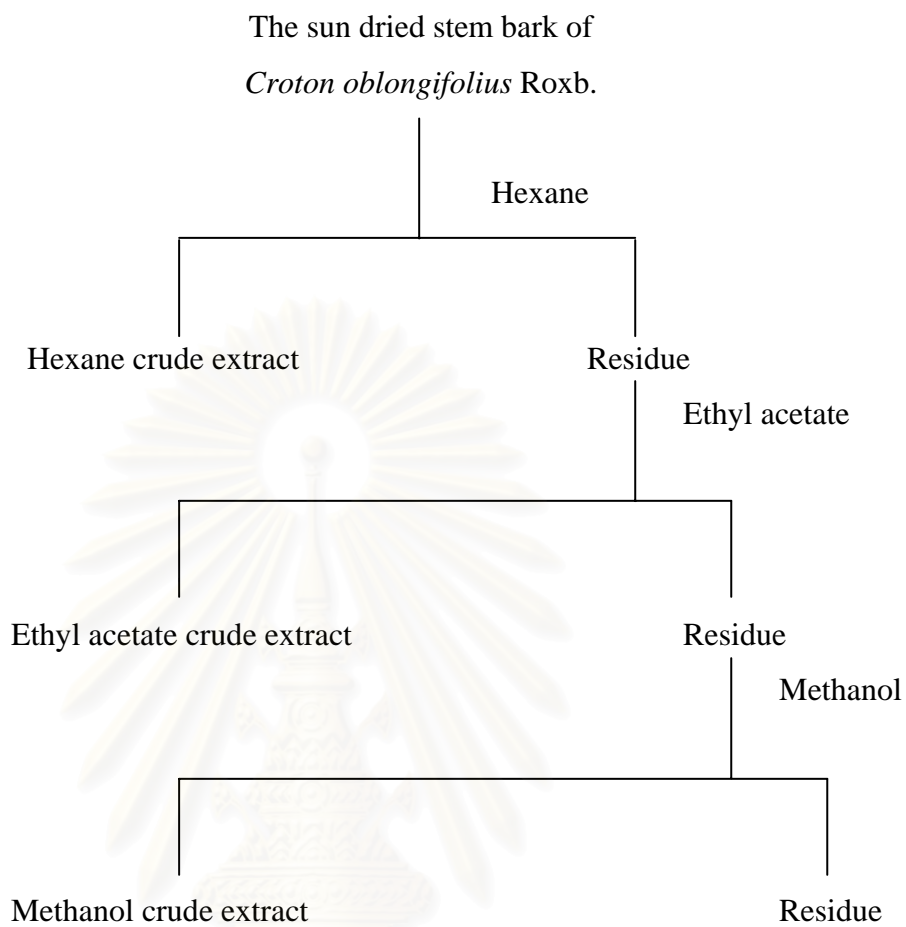 The sun dried stem bark of
Croton oblongifolius Roxb.
Hexane
Hexane crude extract
Residue
Ethyl acetate
Ethyl acetate crude extract
Residue
Methanol
Methanol crude extract
Residue